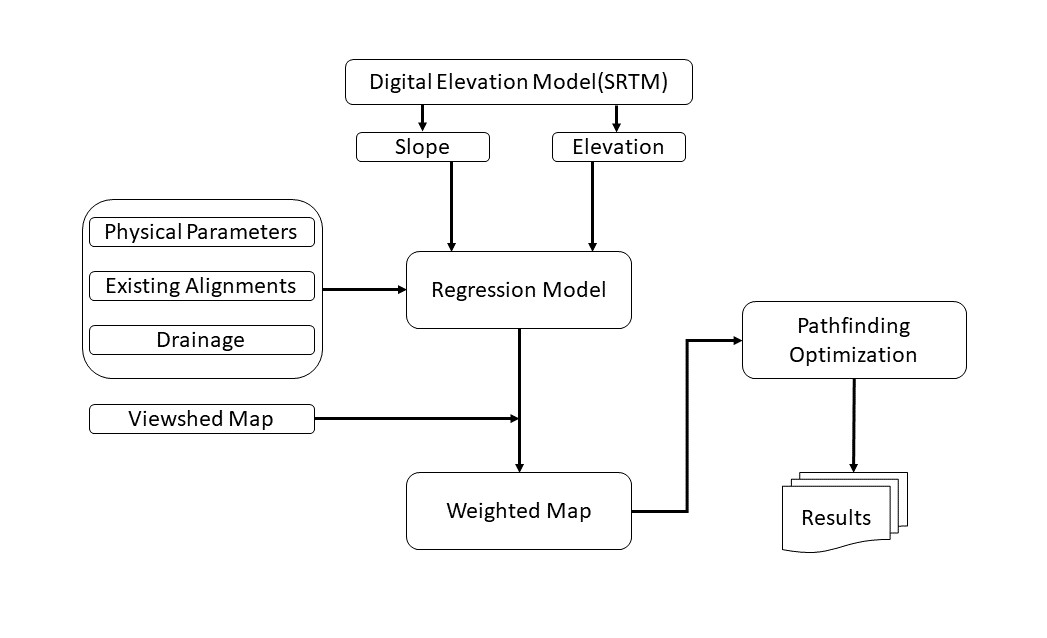 Digital Elevation Model(SRTM)
Slope
Elevation
Physical Parameters
Existing Alignments
Drainage
Regression Model
Viewshed Map
Weighted Map
Pathfinding
Optimization
Results